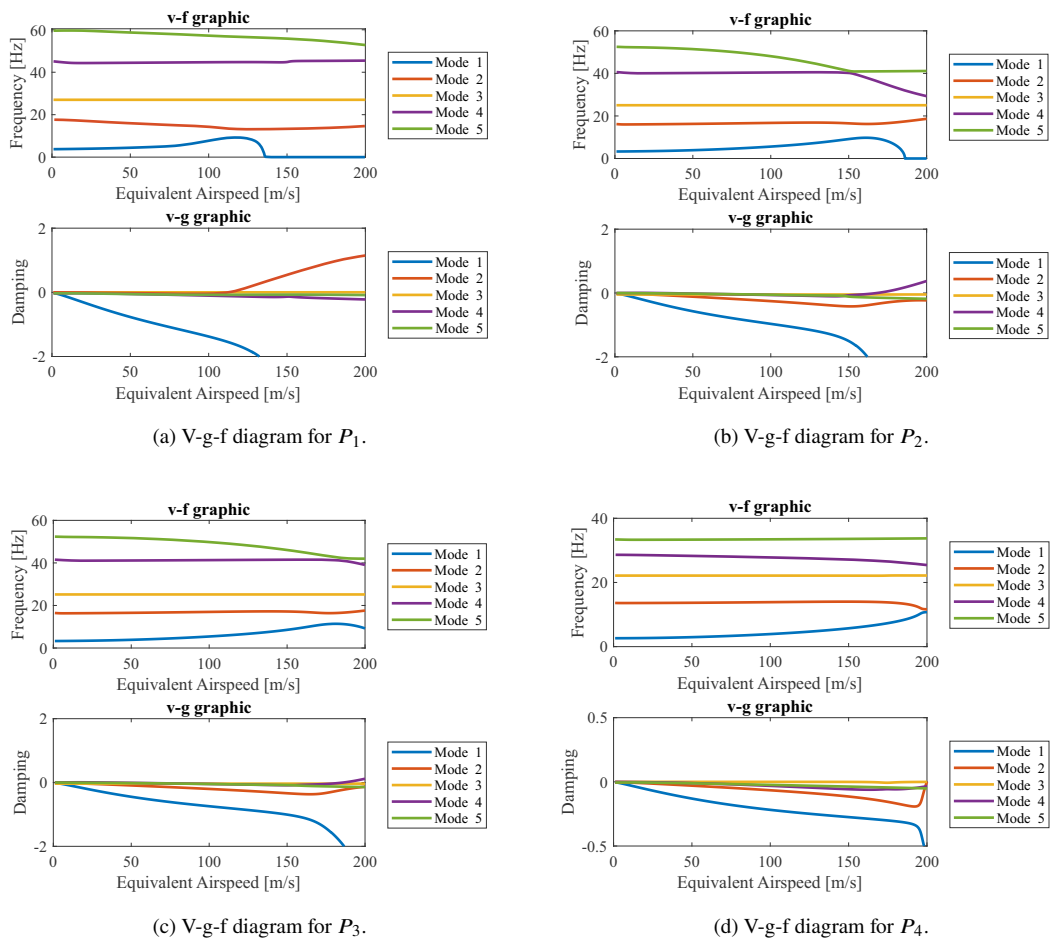 v-f graphic
60
40
20
0
Frequency [Hz]
0 50 100 150 200
Equivalent Airspeed [m/s]
Mode 1
Mode 2
Mode 3
Mode 4
Mode 5
v-g graphic
2
0
-2
Damping
0 50 100 150 200
Equivalent Airspeed [m/s]
Mode 1
Mode 2
Mode 3
Mode 4
Mode 5
(a) V-g-f diagram for P1.
v-f graphic
60
40
20
0
Frequency [Hz]
0 50 100 150 200
Equivalent Airspeed [m/s]
Mode 1
Mode 2
Mode 3
Mode 4
Mode 5
v-g graphic
2
0
-2
Damping
0 50 100 150 200
Equivalent Airspeed [m/s]
Mode 1
Mode 2
Mode 3
Mode 4
Mode 5
(b) V-g-f diagram for P2.
v-f graphic
60
40
20
0
Frequency [Hz]
0 50 100 150 200
Equivalent Airspeed [m/s]
Mode 1
Mode 2
Mode 3
Mode 4
Mode 5
v-g graphic
2
0
-2
Damping
0 50 100 150 200
Equivalent Airspeed [m/s]
Mode 1
Mode 2
Mode 3
Mode 4
Mode 5
(c) V-g-f diagram for P3.
v-f graphic
40
20
0
Frequency [Hz]
0 50 100 150 200
Equivalent Airspeed [m/s]
Mode 1
Mode 2
Mode 3
Mode 4
Mode 5
v-g graphic
0.5
0
-0.5
Damping
0 50 100 150 200
Equivalent Airspeed [m/s]
Mode 1
Mode 2
Mode 3
Mode 4
Mode 5
(d) V-g-f diagram for P4.